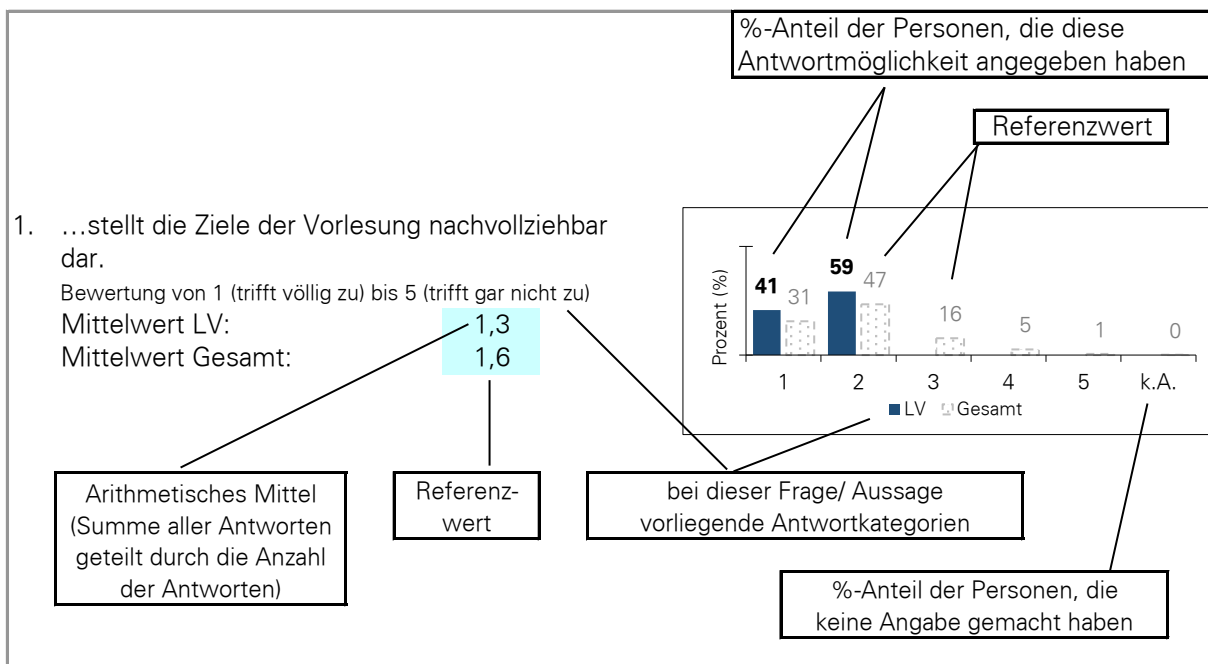 %-Anteil der Personen, die diese
Antwortmöglichkeit angegeben haben
Referenzwert
1. …stellt die Ziele der Vorlesung nachvollziehbar
dar.
Bewertung von 1 (trifft völlig zu) bis 5 (trifft gar nicht zu)
Mittelwert LV: 1,3
Mittelwert Gesamt: 1,6
Prozent (%)
41 31 59 47 16 5 1 0
1 2 3 4 5 k.A.
LV Gesamt
Arithmetisches Mittel
(Summe aller Antworten
geteilt durch die Anzahl
der Antworten)
Referenz-
wert
bei dieser Frage/ Aussage
vorliegende Antwortkategorien
%-Anteil der Personen, die
keine Angabe gemacht haben